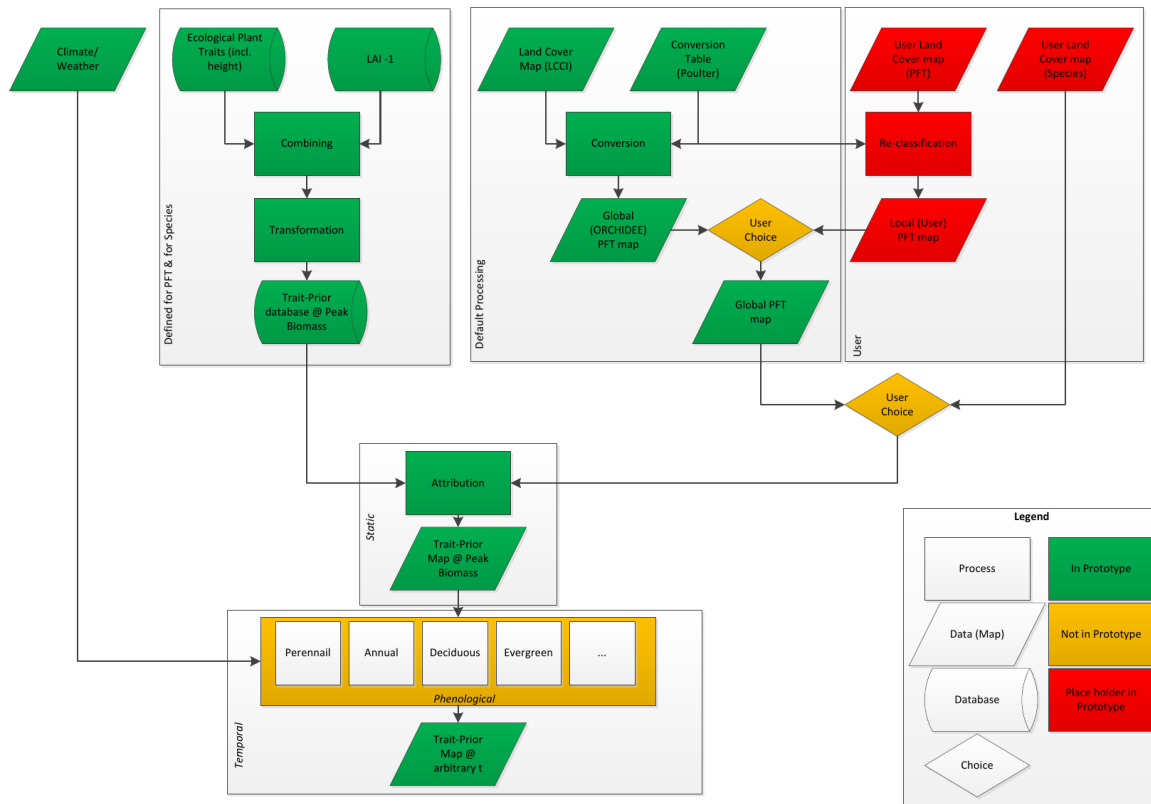 Climate/
Weather
Ecological Plant
Traits (incl.
height)
LAI -1
Combining
Transformation
Trait-Prior
database @ Peak
Biomass
Defined for PFT & for Species
Land Cover
Map (LCCI)
Conversion
Table
(Poulter)
Conversion
Global
(ORCHIDEE)
PFT map
User
Choice
Global PFT
map
Default Processing
User Land
Cover map
(PFT)
User Land
Cover map
(Species)
Re-classification
Local (User)
PFT map
User
User
Choice
Attribution
Trait-Prior
Map @ Peak
Biomass
Static
Perennail
Annual
Deciduous
Evergreen
...
Phenological
Trait-Prior
Map @
arbitrary t
Temporal
Legend
Process
In Prototype
Data (Map)
Not in Prototype
Database
Place holder in
Prototype
Choice